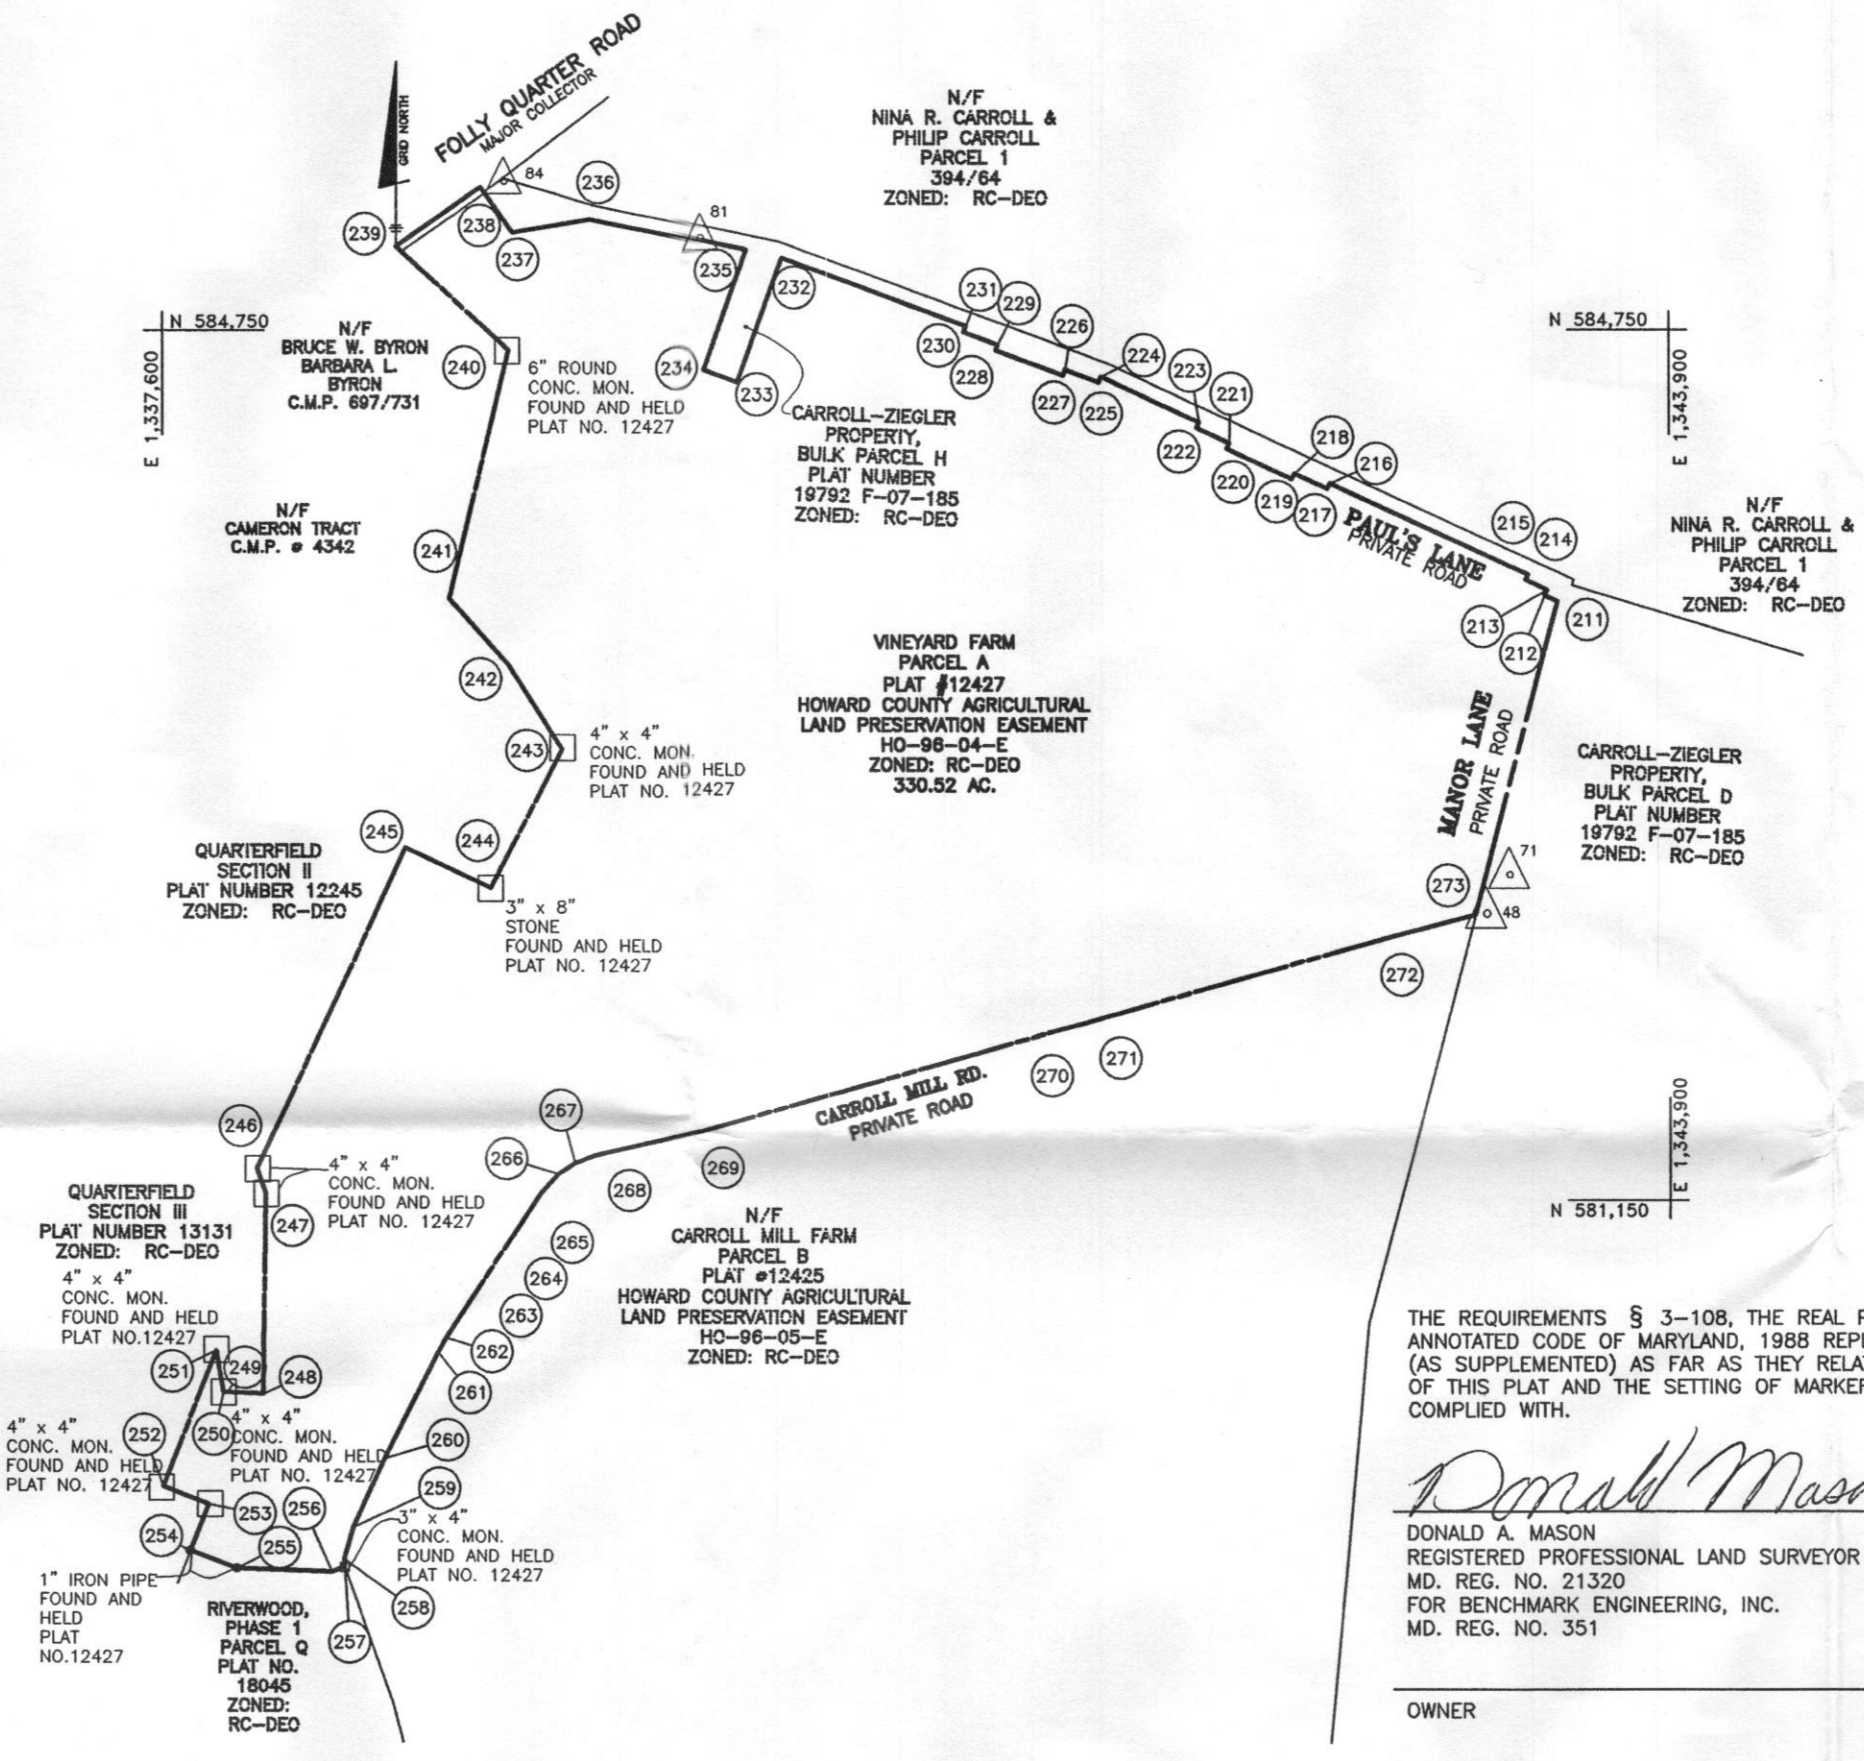 FOLLY QUARTER ROAD
MAJOR COLLECTOR
GRID NORTH
84
236
81
239
238
237
235
232
N/F
NINA R. CARROLL &
PHILIP CARROLL
PARCEL 1
394/64
ZONED: RC-DEO
N 584,750
E 1,337,600
N/F
BRUCE W. BYRON
BARBARA L.
BYRON
C.M.P. 697/731
240
6" ROUND
CONC. MON.
FOUND AND HELD
PLAT NO. 12427
234
233
CARROLL-ZIEGLER
PROPERTY,
BULK PARCEL H
PLAT NUMBER
19792 F-07-185
ZONED: RC-DEO
231
229
230
228
226
227
224
225
223
221
222
220
218
216
219
217
215
214
213
212
211
N 584,750
E 1,343,900
N/F
NINA R. CARROLL &
PHILIP CARROLL
PARCEL 1
394/64
ZONED: RC-DEO
PAUL'S LANE
PRIVATE ROAD
N/F
CAMERON TRACT
C.M.P. # 4342
241
242
243
4" x 4"
CONC. MON.
FOUND AND HELD
PLAT NO. 12427
VINEYARD FARM
PARCEL A
PLAT #12427
HOWARD COUNTY AGRICULTURAL
LAND PRESERVATION EASEMENT
HO-96-04-E
ZONED: RC-DEO
330.52 AC.
MANOR LANE
PRIVATE ROAD
CARROLL-ZIEGLER
PROPERTY,
BULK PARCEL D
PLAT NUMBER
19792 F-07-185
ZONED: RC-DEO
245
244
QUARTERFIELD
SECTION II
PLAT NUMBER 12245
ZONED: RC-DEO
3" x 8"
STONE
FOUND AND HELD
PLAT NO. 12427
273
71
48
272
271
270
CARROLL MILL RD.
PRIVATE ROAD
246
267
266
269
268
4" x 4"
CONC. MON.
FOUND AND HELD
PLAT NO. 12427
247
QUARTERFIELD
SECTION III
PLAT NUMBER 13131
ZONED: RC-DEO
4" x 4"
CONC. MON.
FOUND AND HELD
PLAT NO.12427
N/F
CARROLL MILL FARM
PARCEL B
PLAT #12425
HOWARD COUNTY AGRICULTURAL
LAND PRESERVATION EASEMENT
HO-96-05-E
ZONED: RC-DEO
265
264
263
262
261
260
259
E 1,343,900
N 581,150
251
249
248
250
4" x 4"
CONC. MON.
FOUND AND HELD
PLAT NO. 12427
252
4" x 4"
CONC. MON.
FOUND AND HELD
PLAT NO. 12427
253
256
254
255
3" x 4"
CONC. MON.
FOUND AND HELD
PLAT NO. 12427
258
257
1" IRON PIPE
FOUND AND
HELD
PLAT
NO.12427
RIVERWOOD,
PHASE 1
PARCEL Q
PLAT NO.
18045
ZONED:
RC-DEO
THE REQUIREMENTS § 3-108, THE REAL
ANNOTATED CODE OF MARYLAND, 1988
(AS SUPPLEMENTED) AS FAR AS THEY
OF THIS PLAT AND THE SETTING OF
COMPLIED WITH.
Donald
DONALD A. MASON
REGISTERED PROFESSIONAL LAND SURVEYOR
MD. REG. NO. 21320
FOR BENCHMARK ENGINEERING, INC.
MD. REG. NO. 351
OWNER